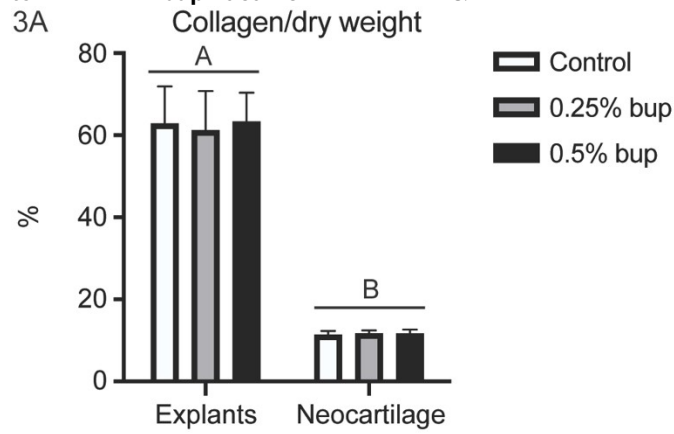 3A
Collagen/dry weight
A
B
80
60
40
20
0
%
Explants
Neocartilage
Control
0.25% bup
0.5% bup